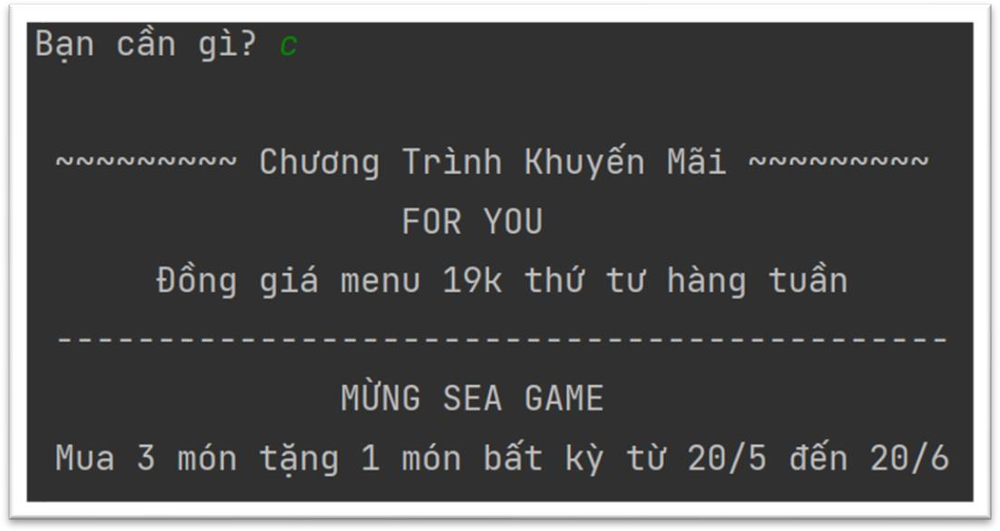 Bạn cần gì? c
~~~~~~~~~ Chương Trình Khuyến Mãi ~~~~~~~~~
FOR YOU
Đồng giá menu 19k thứ tư hàng tuần
--------------------------------------------
MỪNG SEA GAME
Mua 3 món tặng 1 món bất kỳ từ 20/5 đến 20/6